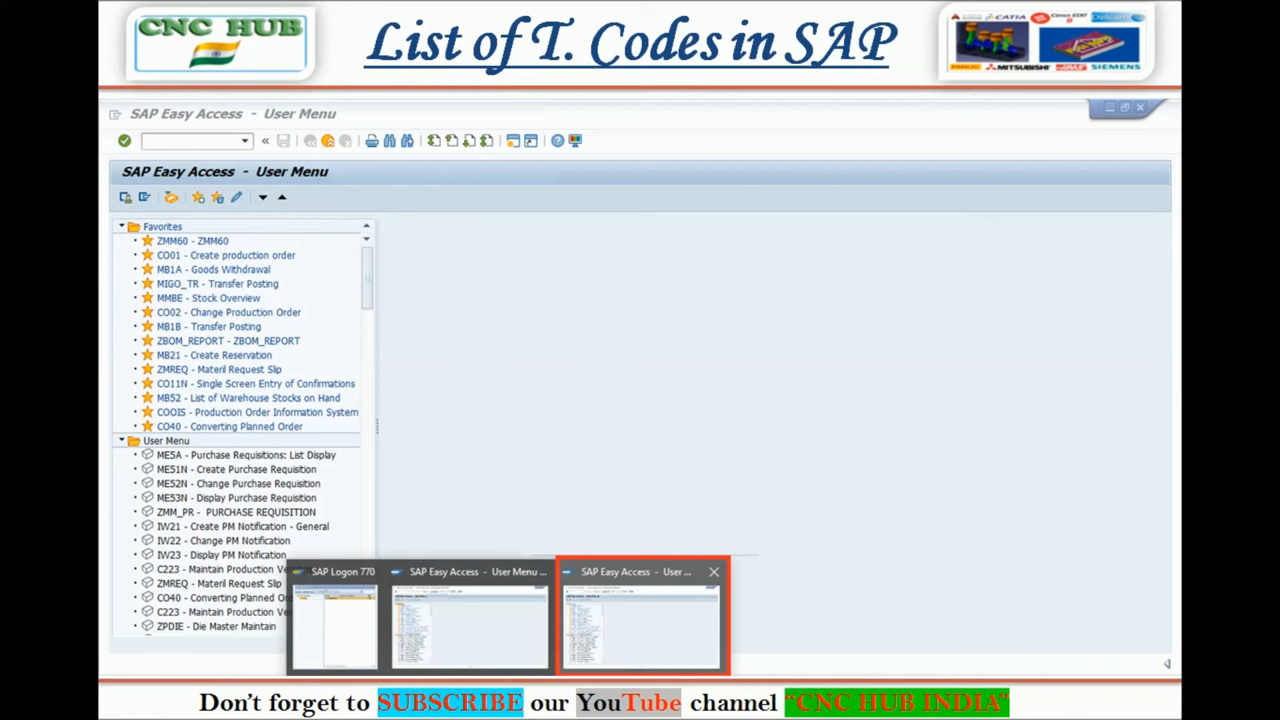 CNC HUB
List of T. Codes in SAP
CATIA
FANUC MITSUBISHI SIEMENS
SAP Easy Access - User Menu
SAP Easy Access - User Menu
Favorites
ZMM60 - ZMM60
CO01 - Create production order
MB1A - Goods Withdrawal
MIGO_TR - Transfer Posting
MMBE - Stock Overview
CO02 - Change Production Order
MB1B - Transfer Posting
ZBOM_REPORT - ZBOM_REPORT
MB21 - Create Reservation
ZMREQ - Materil Request Slip
CO11N - Single Screen Entry of Confirmations
MB52 - List of Warehouse Stocks on Hand
COOIS - Production Order Information System
CO40 - Converting Planned Order
User Menu
ME5A - Purchase Requisitions: List Display
ME51N - Create Purchase Requisition
ME52N - Change Purchase Requisition
ME53N - Display Purchase Requisition
ZMM_PR - PURCHASE REQUISITION
IW21 - Create PM Notification - General
IW22 - Change PM Notification
IW23 - Display PM Notification
C223 - Maintain Production Ve
ZMREQ - Materil Request Slip
CO40 - Converting Planned Or
C223 - Maintain Production Ve
ZPDIE - Die Master Maintain
SAP Logon 770
SAP Easy Access - User Menu ...
SAP Easy Access - User ...
Don't forget to SUBSCRIBE our YouTube channel "CNC HUB INDIA"